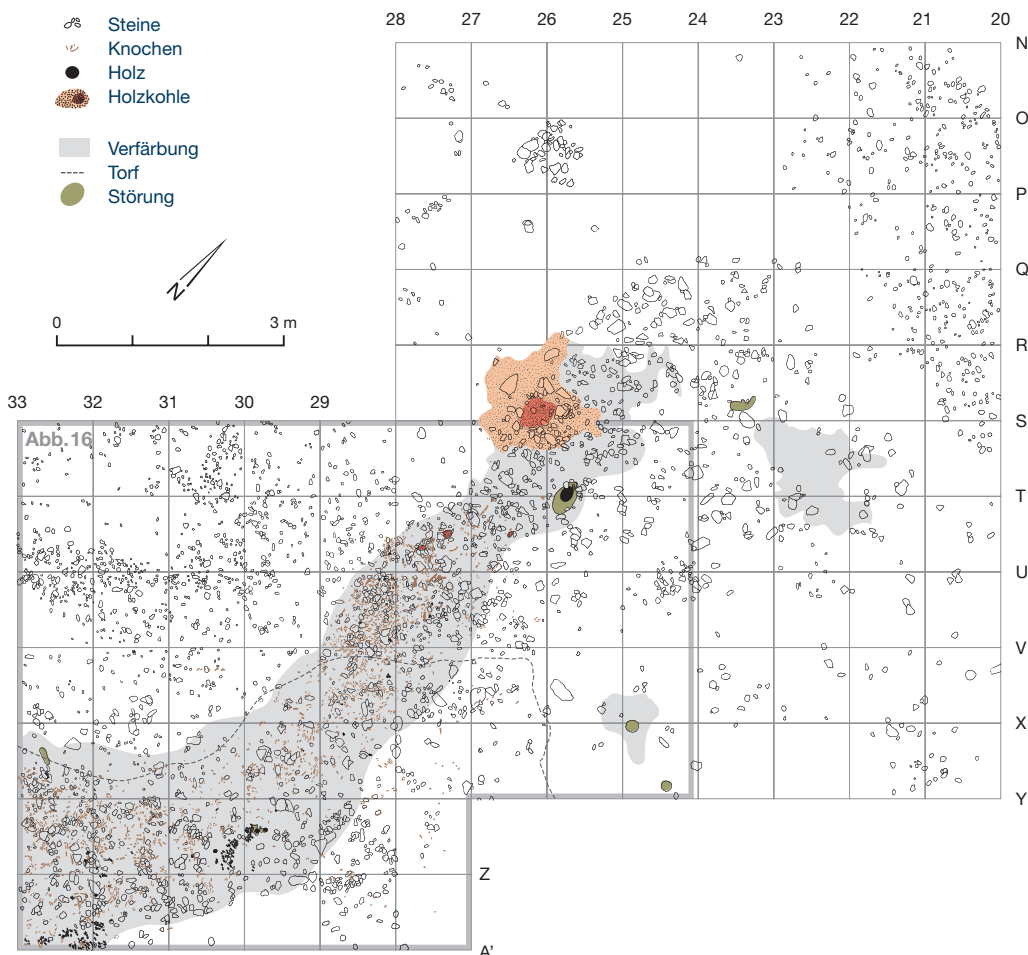 28 27 26 25 24 23 22 21 20
Steine
Knochen
Holz
Holzkohle
Verfärbung
Torf
Störung
N
O
P
Q
R
S
T
U
V
X
Y
Z
A'
N
0 3 m
33 32 31 30 29
Abb.16